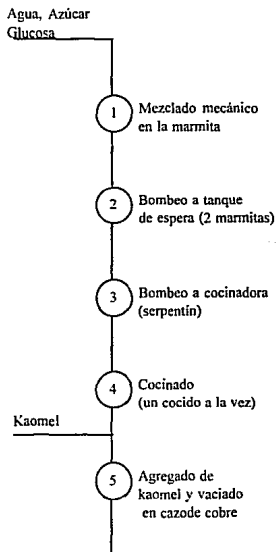 Agua, Azúcar
Glucosa
1
Mezclado mecánico
en la marmita
2
Bombeo a tanque
de espera (2 marmitas)
3
Bombeo a cocinadora
(serpentín)
4
Cocinado
(un cocido a la vez)
Kaomel
5
Agregado de
kaomel y vaciado
en cazode cobre